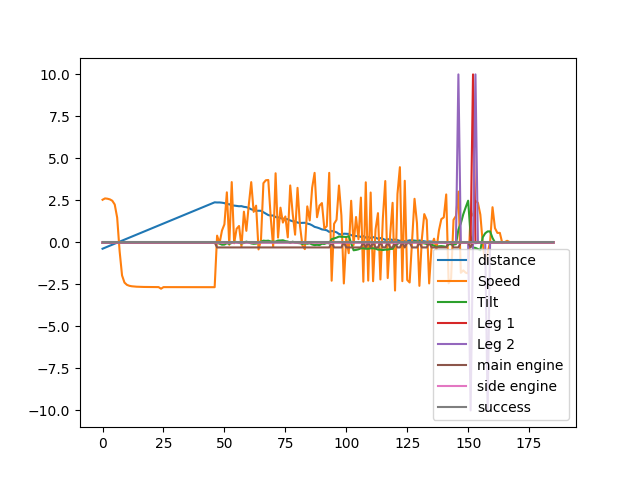 10.0
7.5
5.0
2.5
0.0
−2.5
−5.0
−7.5
−10.0
distance
Speed
Tilt
Leg 1
Leg 2
main engine
side engine
success
0 25 50 75 100 125 150 175